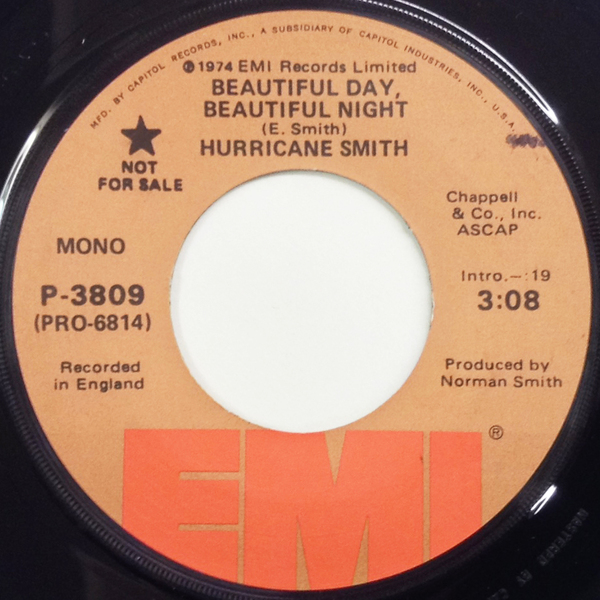 MFD. BY CAPITOL RECORDS, INC., A SUBSIDIARY OF CAPITOL INDUSTRIES, INC., U.S.A.
℗ 1974 EMI Records Limited
BEAUTIFUL DAY,
BEAUTIFUL NIGHT
(E. Smith)
HURRICANE SMITH
★
NOT
FOR SALE
Chappell
& Co., Inc.
ASCAP
MONO
Intro.–:19
P-3809
3:08
(PRO-6814)
Recorded
in England
Produced by
Norman Smith
EMI ®